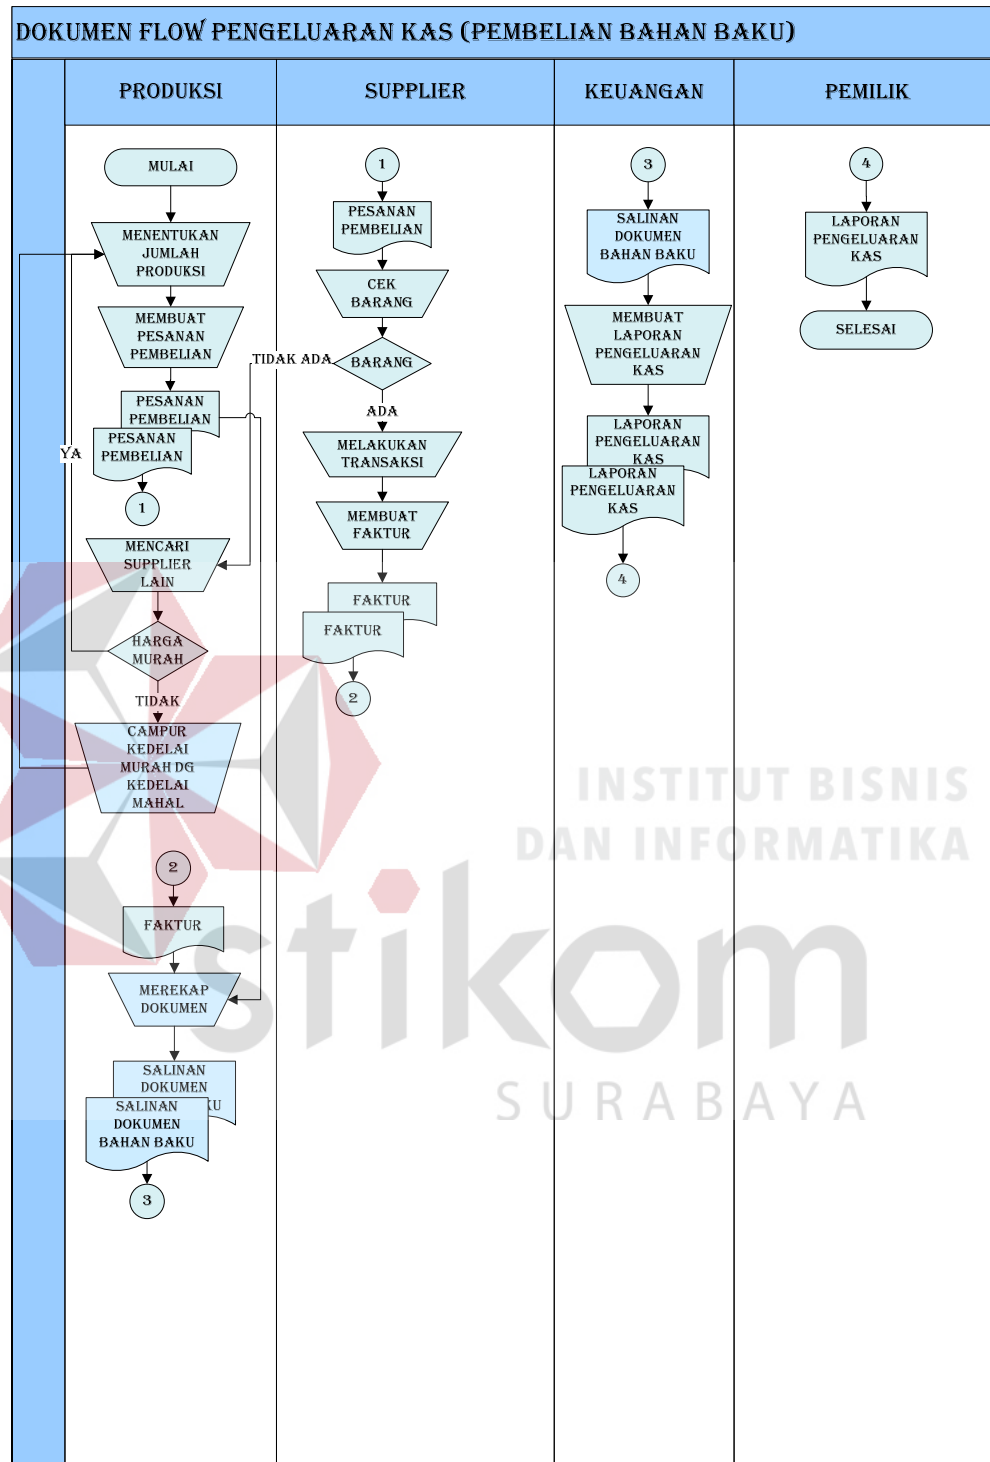 DOKUMEN FLOW PENGELUARAN KAS (PEMBELIAN BAHAN BAKU)
PRODUKSI
SUPPLIER
KEUANGAN
PEMILIK
MULAI
MENENTUKAN
JUMLAH
PRODUKSI
MEMBUAT
PESANAN
PEMBELIAN
PESANAN
PEMBELIAN
PESANAN
PEMBELIAN
YA
1
MENCARI
SUPPLIER
LAIN
HARGA
MURAH
TIDAK
CAMPUR
KEDELAI
MURAH DG
KEDELAI
MAHAL
2
FAKTUR
MEREKAP
DOKUMEN
SALINAN
DOKUMEN
KU
SALINAN
DOKUMEN
BAHAN BAKU
3
1
PESANAN
PEMBELIAN
CEK
BARANG
BARANG
TIDAK ADA
ADA
MELAKUKAN
TRANSAKSI
MEMBUAT
FAKTUR
FAKTUR
FAKTUR
2
3
SALINAN
DOKUMEN
BAHAN BAKU
MEMBUAT
LAPORAN
PENGELUARAN
KAS
LAPORAN
PENGELUARAN
KAS
LAPORAN
PENGELUARAN
KAS
4
4
LAPORAN
PENGELUARAN
KAS
SELESAI
INSTITUT BISNIS
DAN INFORMATIKA
stikom
SURABAYA